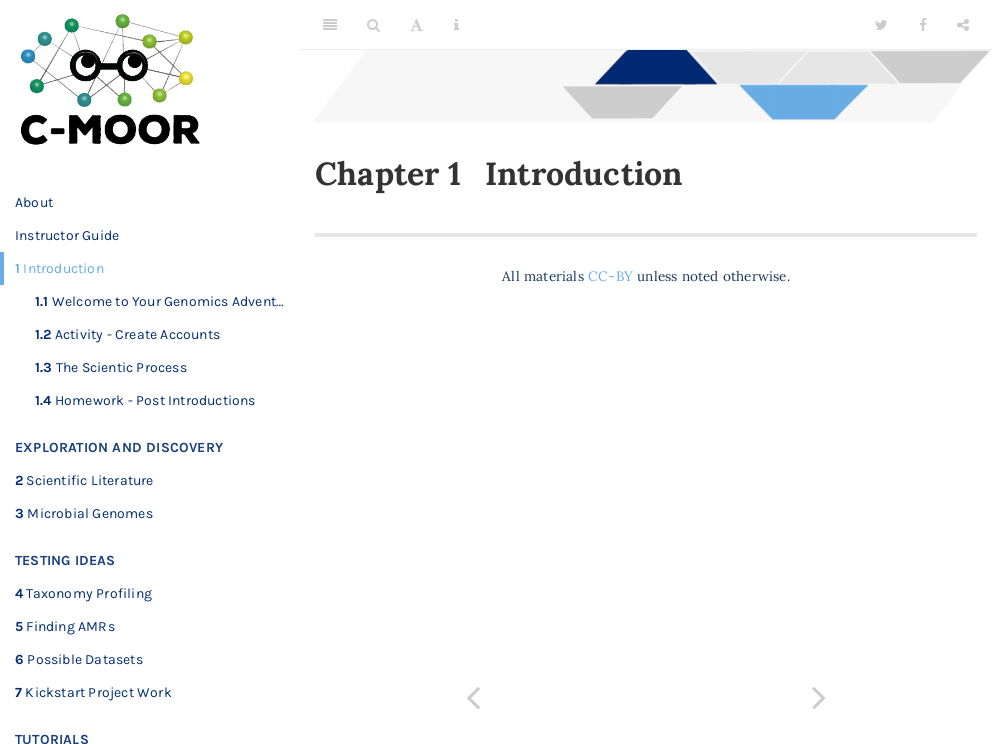 C-MOOR
About
Instructor Guide
1 Introduction
1.1 Welcome to Your Genomics Advent…
1.2 Activity - Create Accounts
1.3 The Scientic Process
1.4 Homework - Post Introductions
EXPLORATION AND DISCOVERY
2 Scientific Literature
3 Microbial Genomes
TESTING IDEAS
4 Taxonomy Profiling
5 Finding AMRs
6 Possible Datasets
7 Kickstart Project Work
TUTORIALS
Chapter 1 Introduction
All materials CC-BY unless noted otherwise.